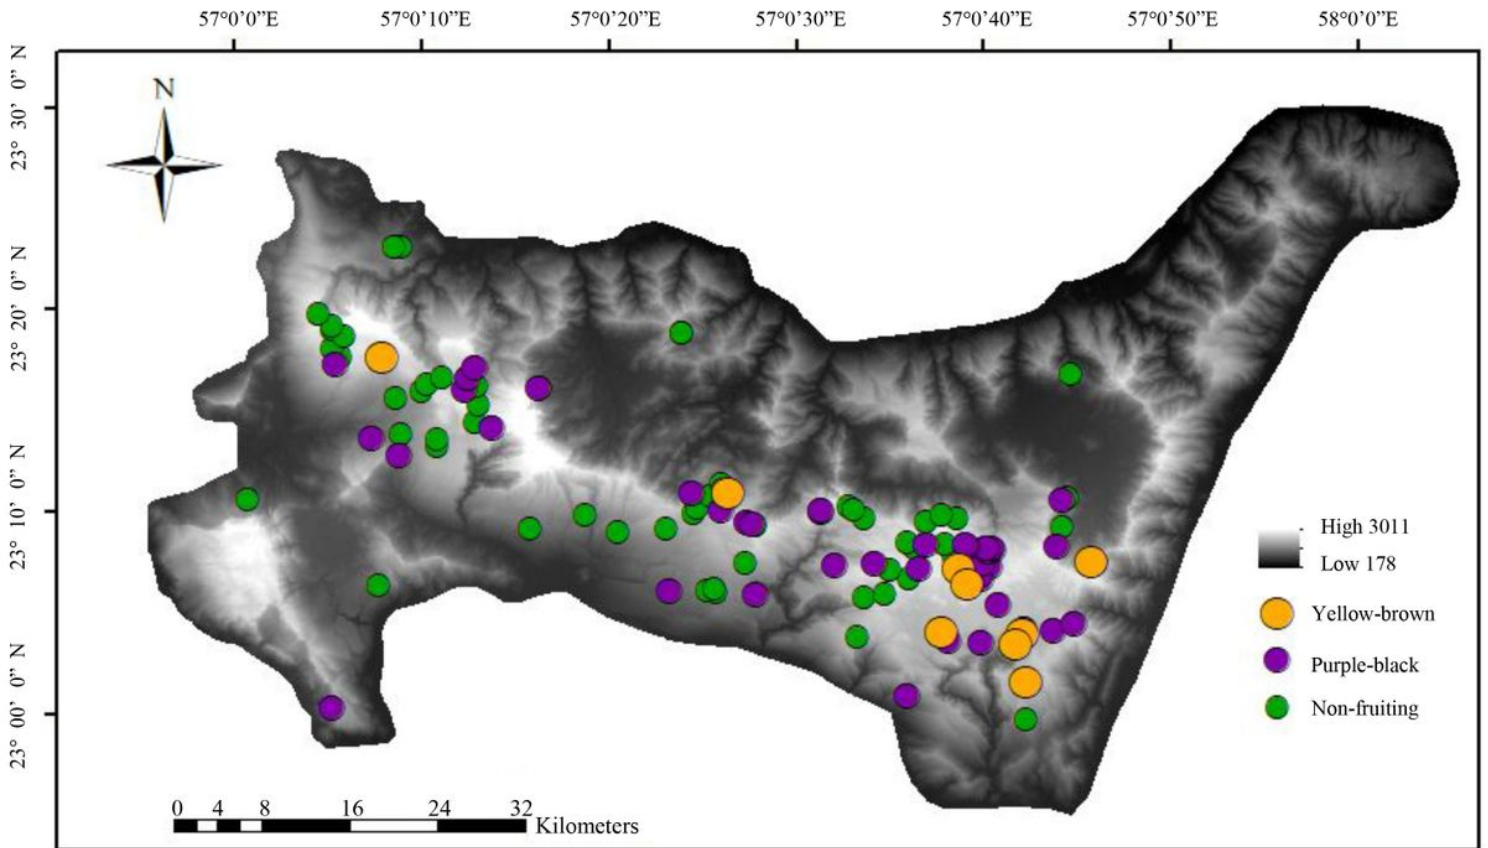 57°0'0"E 57°0'10"E 57°0'20"E 57°0'30"E 57°0'40"E 57°0'50"E 58°0'0"E
N
23° 30' 0" N
23° 20' 0" N
23° 10' 0" N
23° 00' 0" N
High 3011
Low 178
Yellow-brown
Purple-black
Non-fruiting
0 4 8 16 24 32
Kilometers